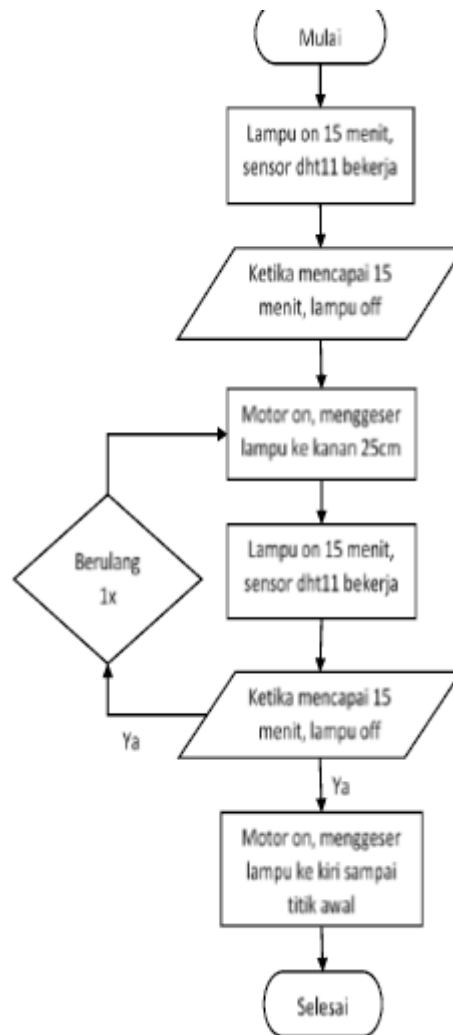 Mulai
Lampu on 15 menit,
sensor dht11 bekerja
Ketika mencapai 15
menit, lampu off
Motor on, menggeser
lampu ke kanan 25cm
Berulang
1x
Lampu on 15 menit,
sensor dht11 bekerja
Ketika mencapai 15
menit, lampu off
Ya
Ya
Motor on, menggeser
lampu ke kiri sampai
titik awal
Selesai